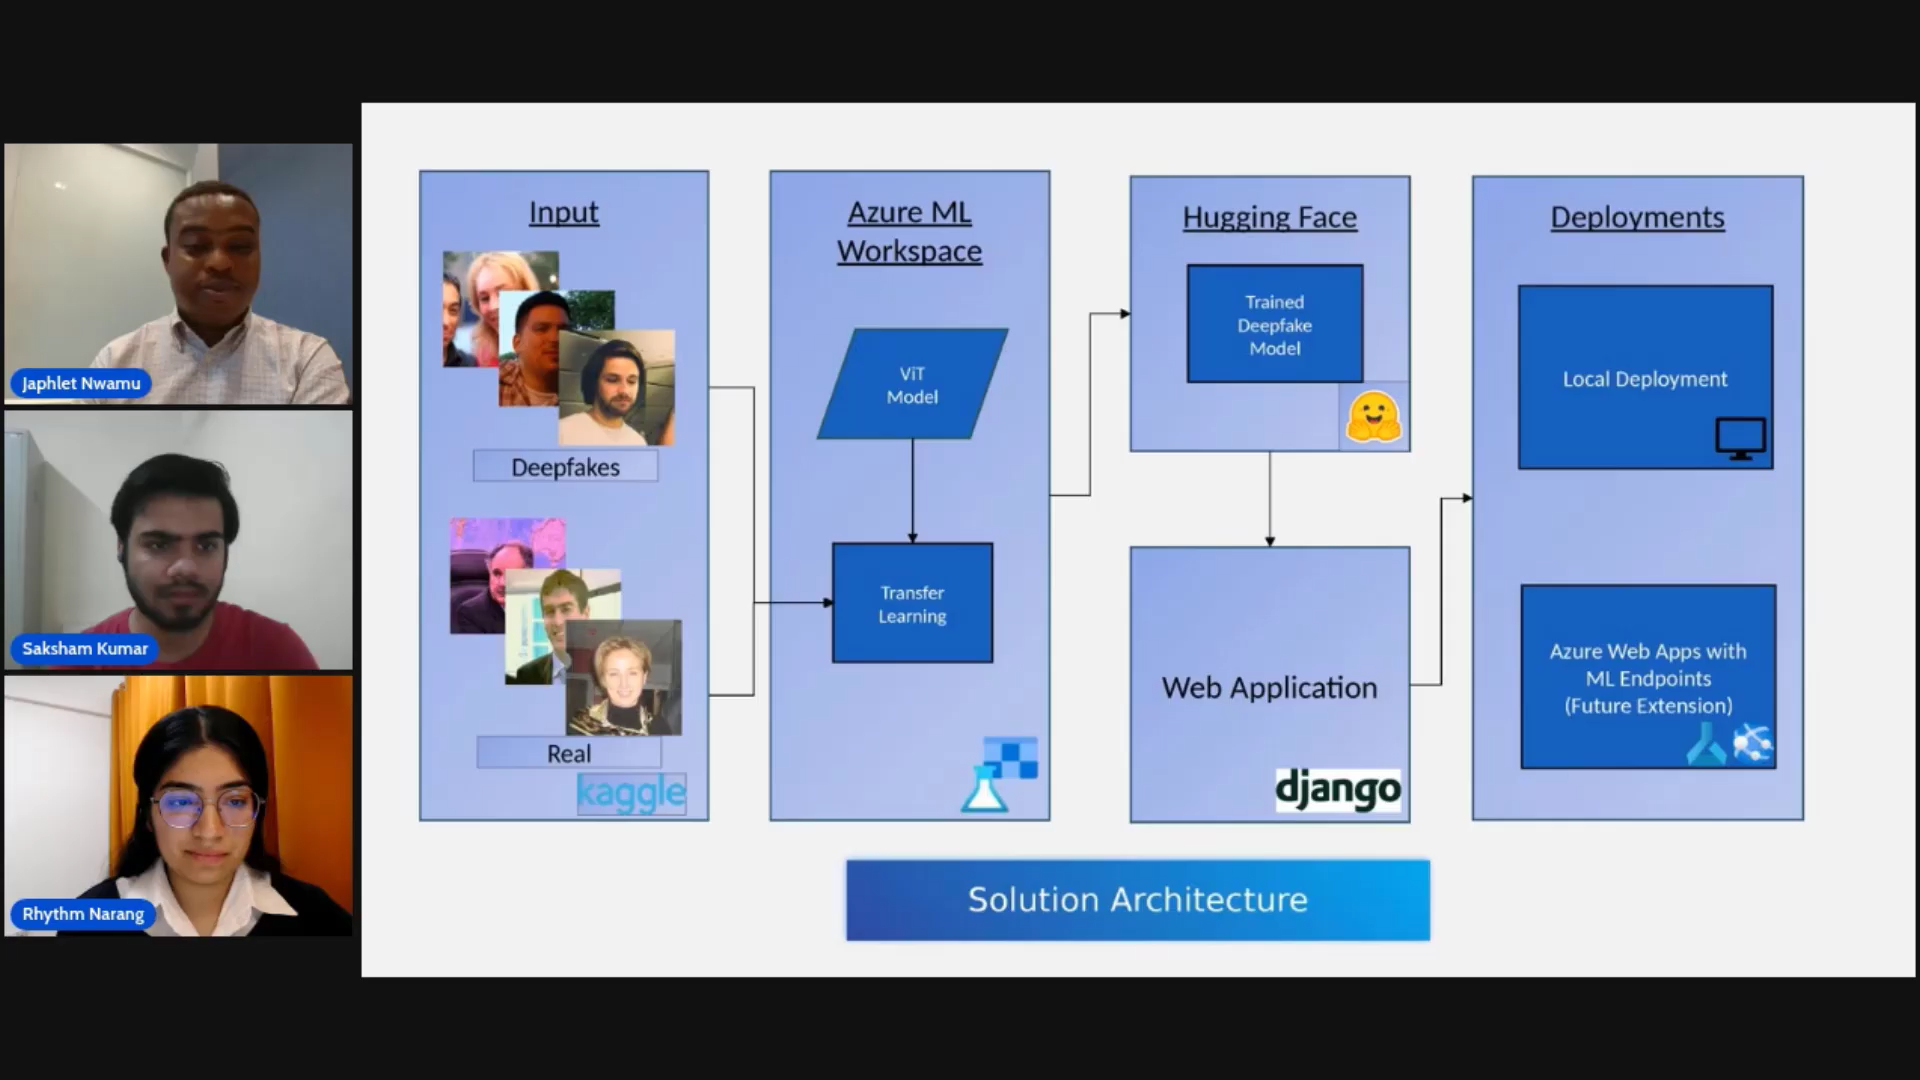 Japhlet Nwamu
Saksham Kumar
Rhythm Narang
Input
Deepfakes
Real
kaggle
Azure ML
Workspace
ViT
Model
Transfer
Learning
Hugging Face
Trained
Deepfake
Model
Web Application
django
Deployments
Local Deployment
Azure Web Apps with
ML Endpoints
(Future Extension)
Solution Architecture